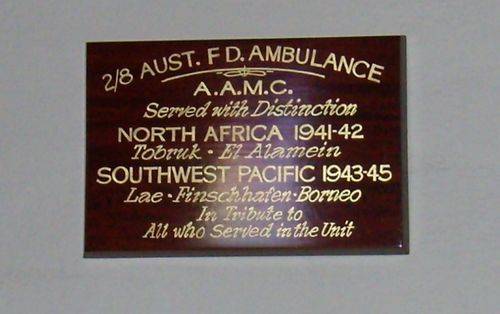 2/8 AUST. F D. AMBULANCE
A.A.M.C.
Served with Distinction
NORTH AFRICA 1941-42
Tobruk • El Alamein
SOUTHWEST PACIFIC 1943-45
Lae • Finschhafen • Borneo
In Tribute to
All who Served in the Unit